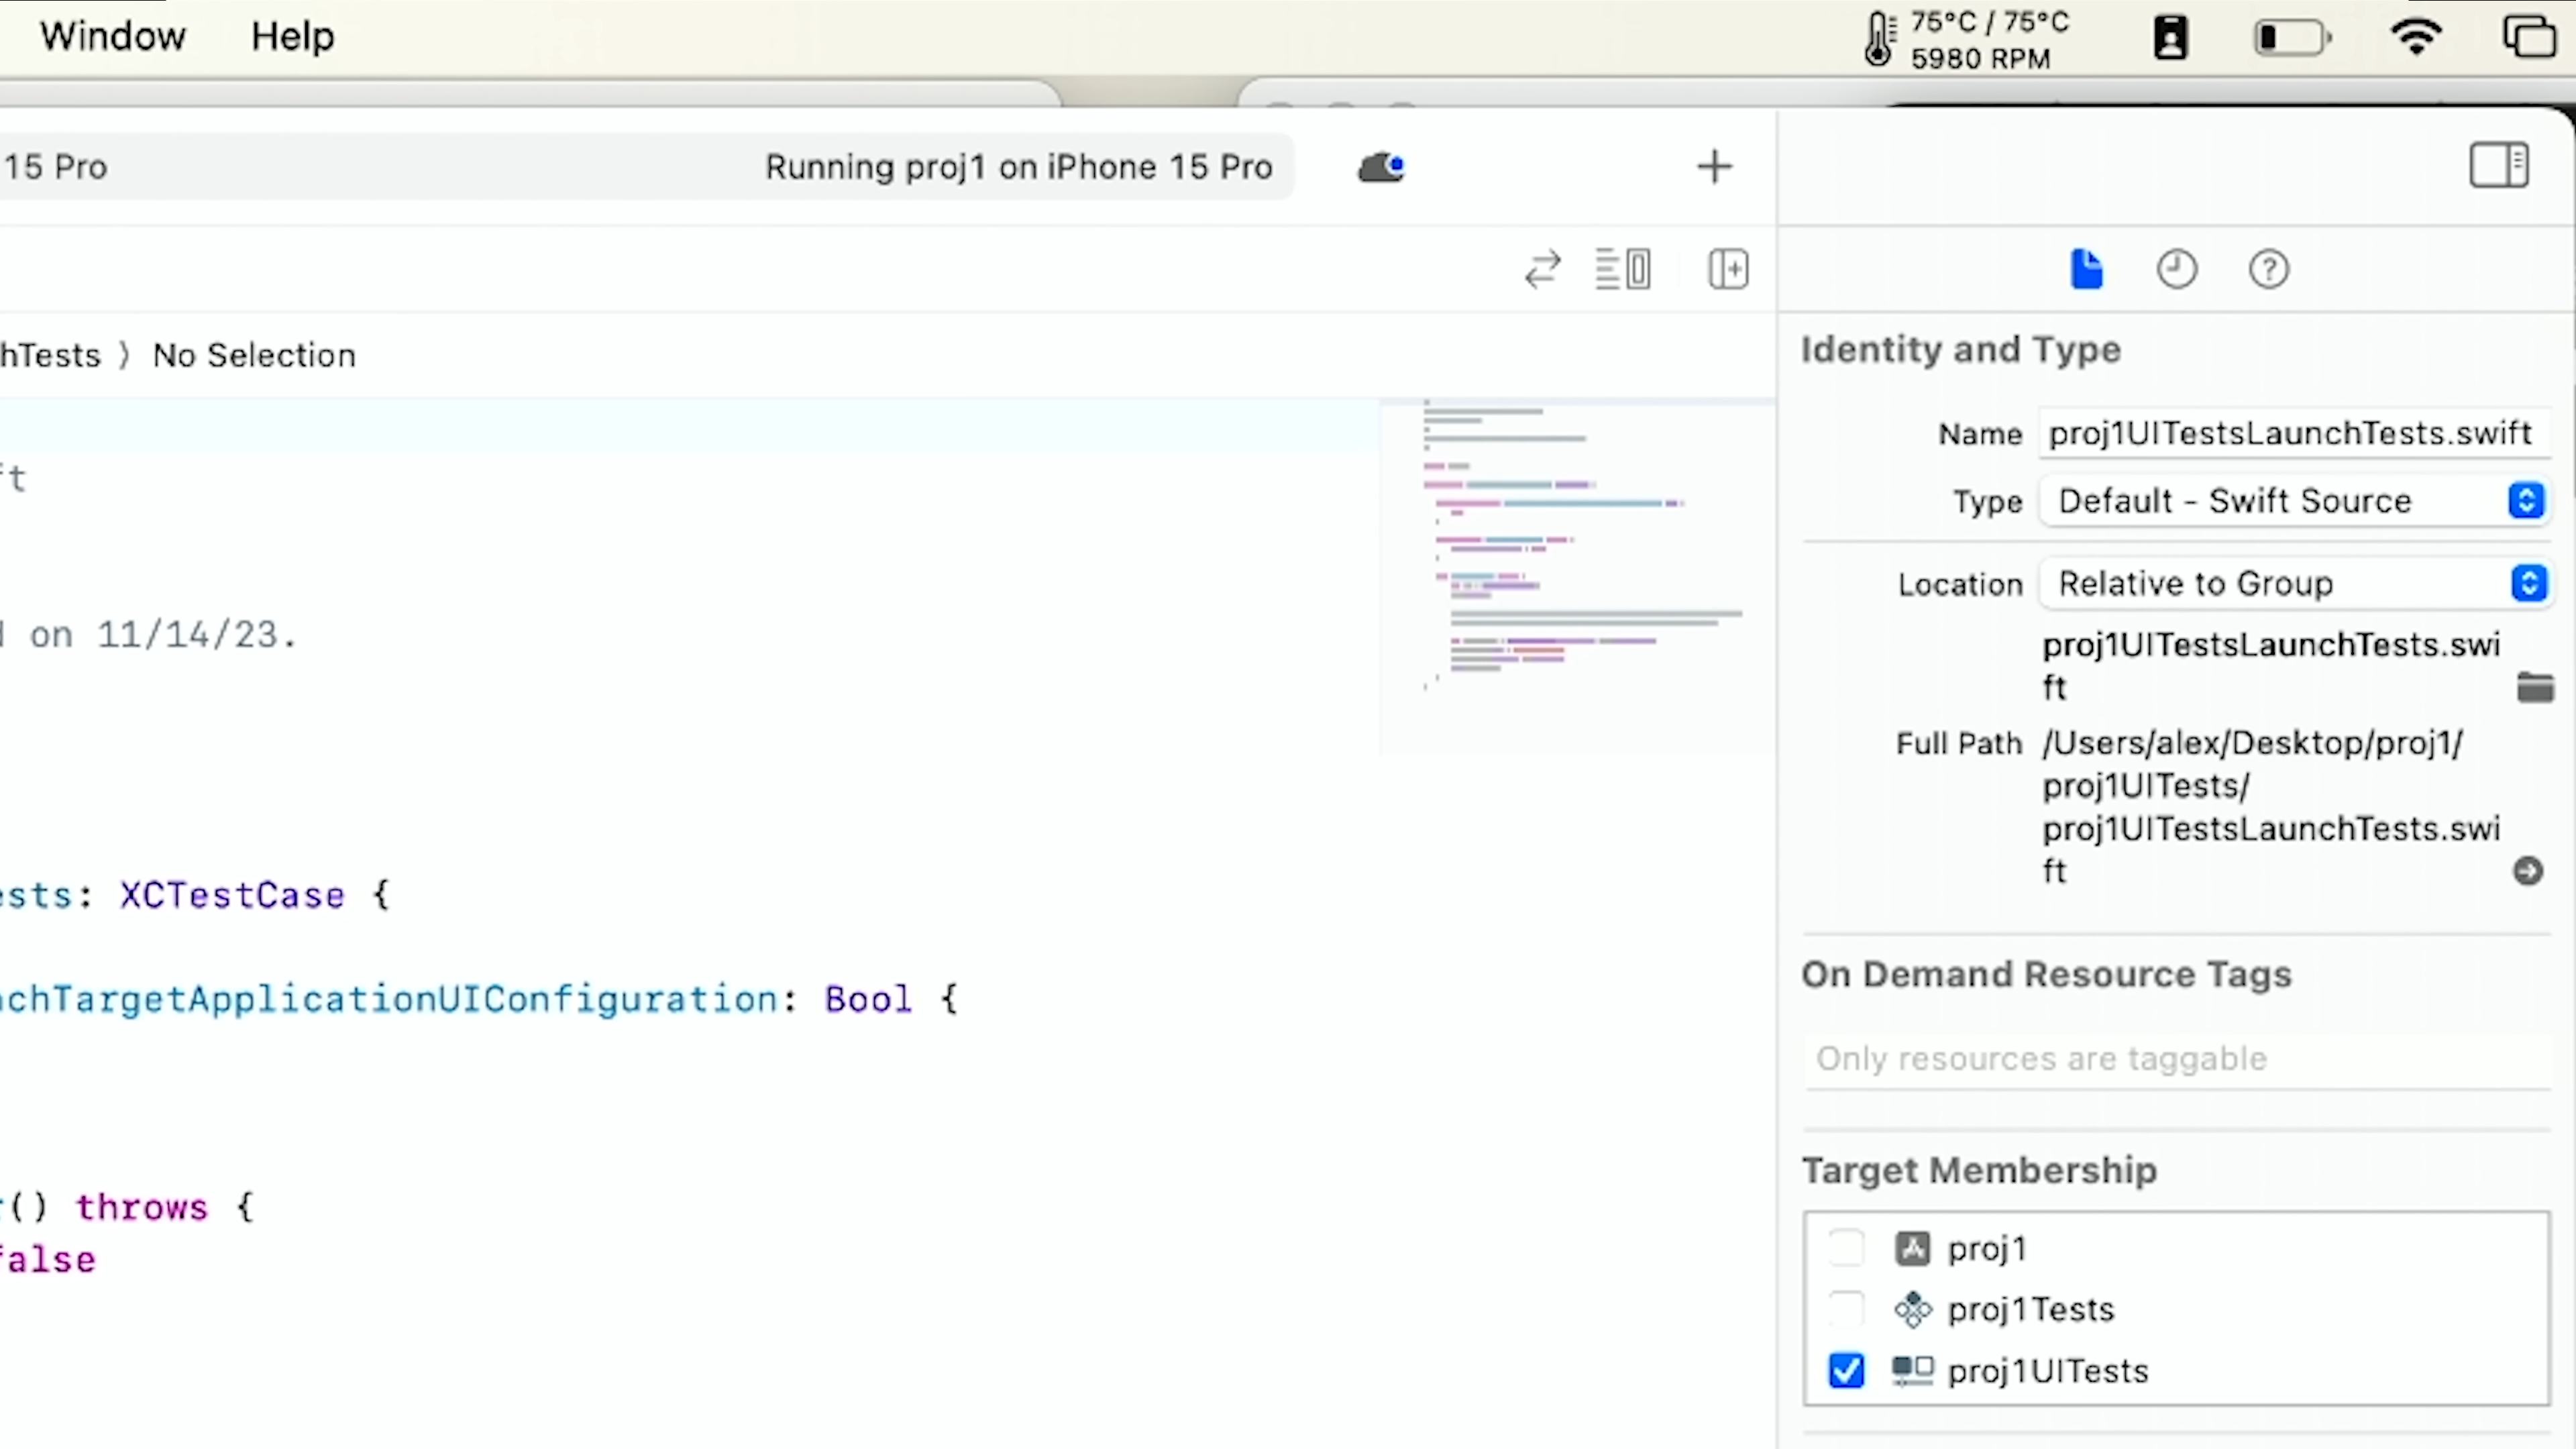 Window Help
75°C / 75°C
5980 RPM
15 Pro
Running proj1 on iPhone 15 Pro
hTests 〉 No Selection
ft
on 11/14/23.
ests: XCTestCase {
nchTargetApplicationUIConfiguration: Bool {
r() throws {
false
Identity and Type
Name proj1UITestsLaunchTests.swift
Type Default - Swift Source
Location Relative to Group
proj1UITestsLaunchTests.swi
ft
Full Path /Users/alex/Desktop/proj1/
proj1UITests/
proj1UITestsLaunchTests.swi
ft
On Demand Resource Tags
Only resources are taggable
Target Membership
proj1
proj1Tests
proj1UITests